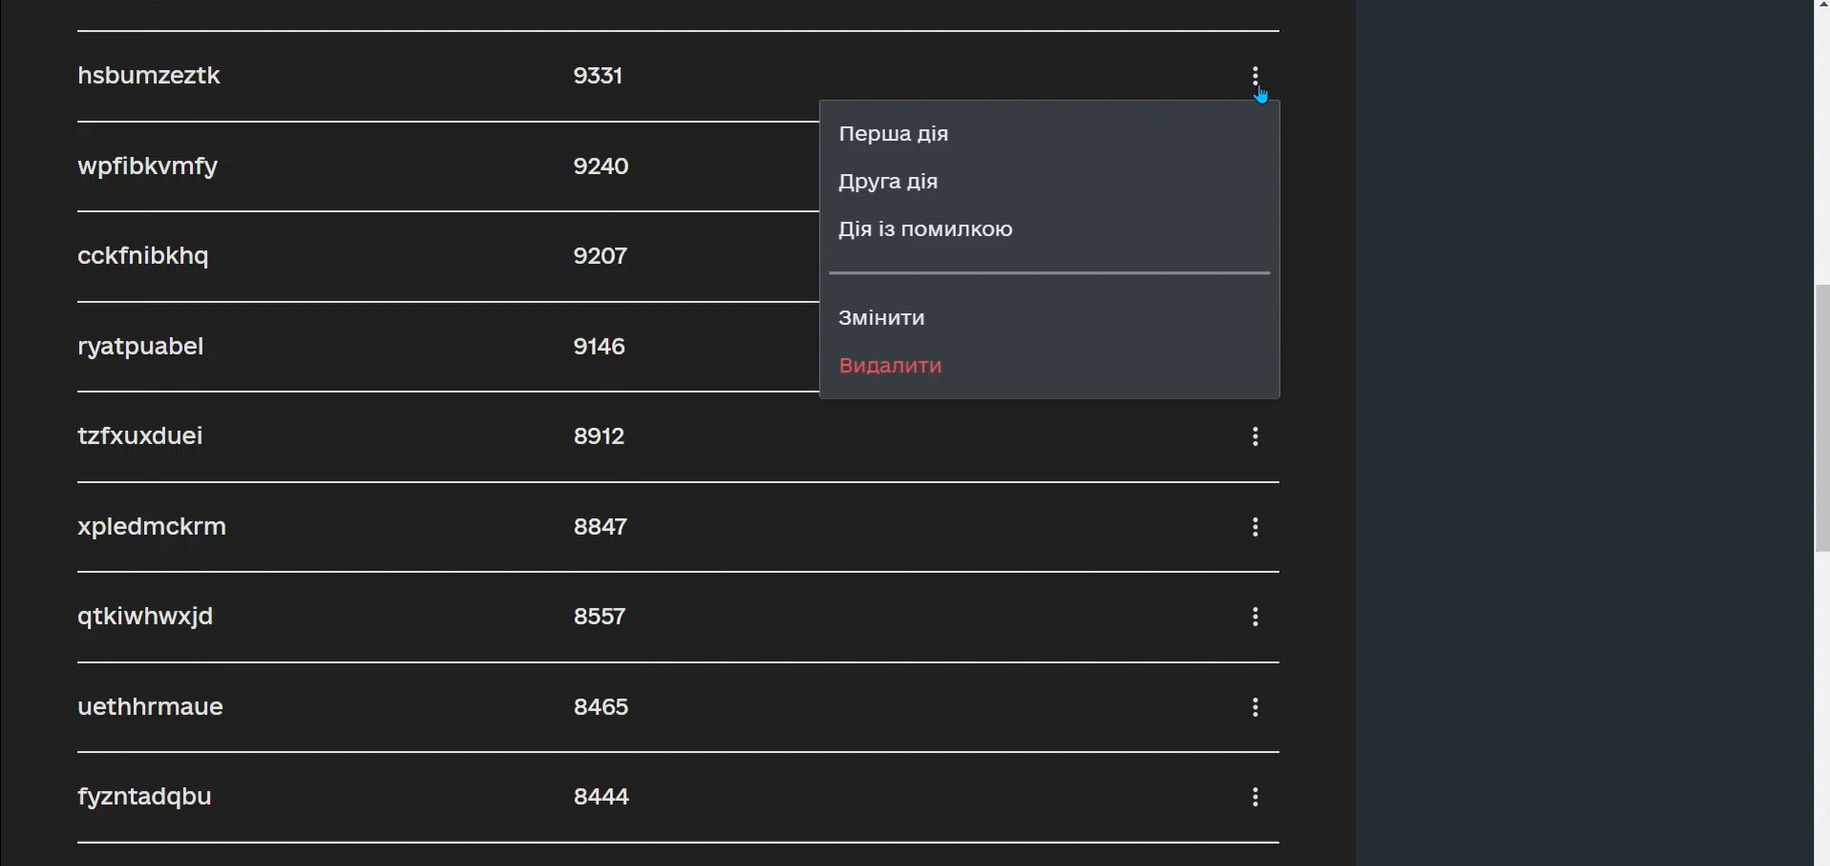 hsbumzeztk 9331
Перша дія
wpfibkvmfy 9240
Друга дія
Дія із помилкою
cckfnibkhq 9207
Змінити
ryatpuabel 9146
Видалити
tzfxuxduei 8912
xpledmckrm 8847
qtkiwhwxjd 8557
uethhrmaue 8465
fyzntadqbu 8444